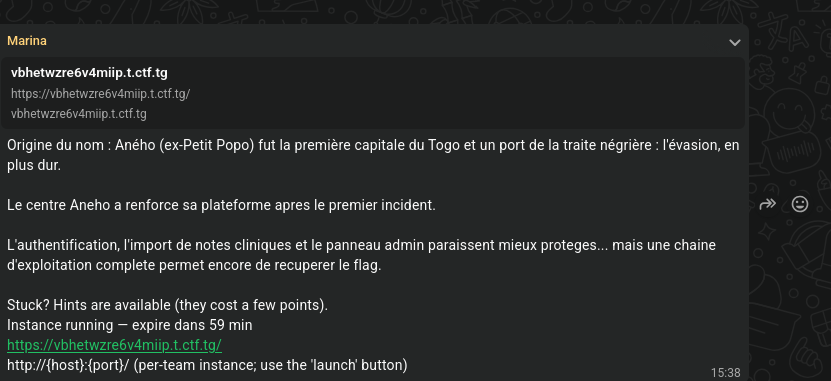 Marina
vbhetwzre6v4miip.t.ctf.tg
https://vbhetwzre6v4miip.t.ctf.tg/
vbhetwzre6v4miip.t.ctf.tg
Origine du nom : Aného (ex-Petit Popo) fut la première capitale du Togo et un port de la traite négrière : l'évasion, en
plus dur.
Le centre Aneho a renforce sa plateforme apres le premier incident.
L'authentification, l'import de notes cliniques et le panneau admin paraissent mieux proteges... mais une chaine
d'exploitation complete permet encore de recuperer le flag.
Stuck? Hints are available (they cost a few points).
Instance running — expire dans 59 min
https://vbhetwzre6v4miip.t.ctf.tg/
http://{host}:{port}/ (per-team instance; use the 'launch' button)
15:38